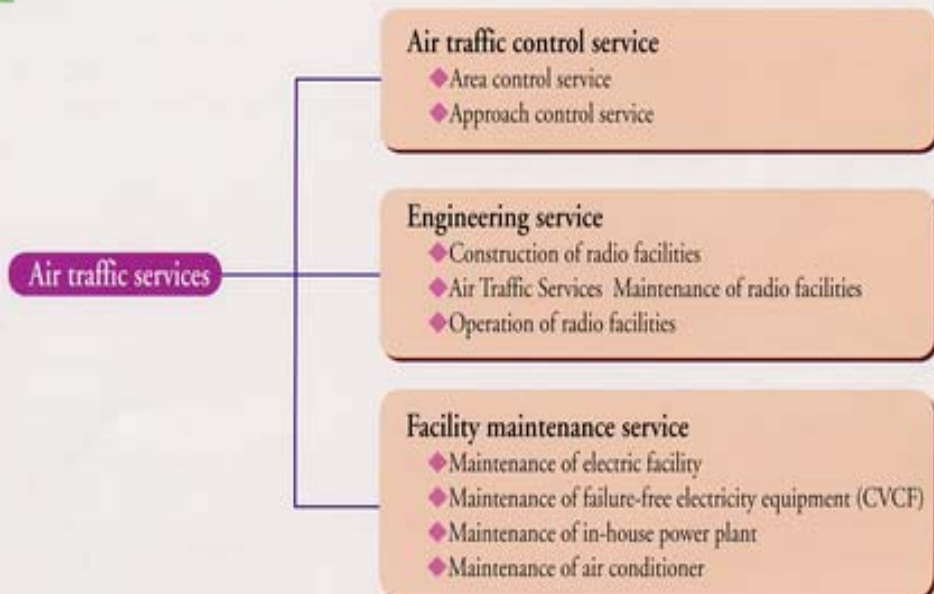 Air traffic control service
Area control service
Approach control service
Air traffic services
Engineering service
Construction of radio facilities
Air Traffic Services Maintenance of radio facilities
Operation of radio facilities
Facility maintenance service
Maintenance of electric facility
Maintenance of failure-free electricity equipment (CVCF)
Maintenance of in-house power plant
Maintenance of air conditioner